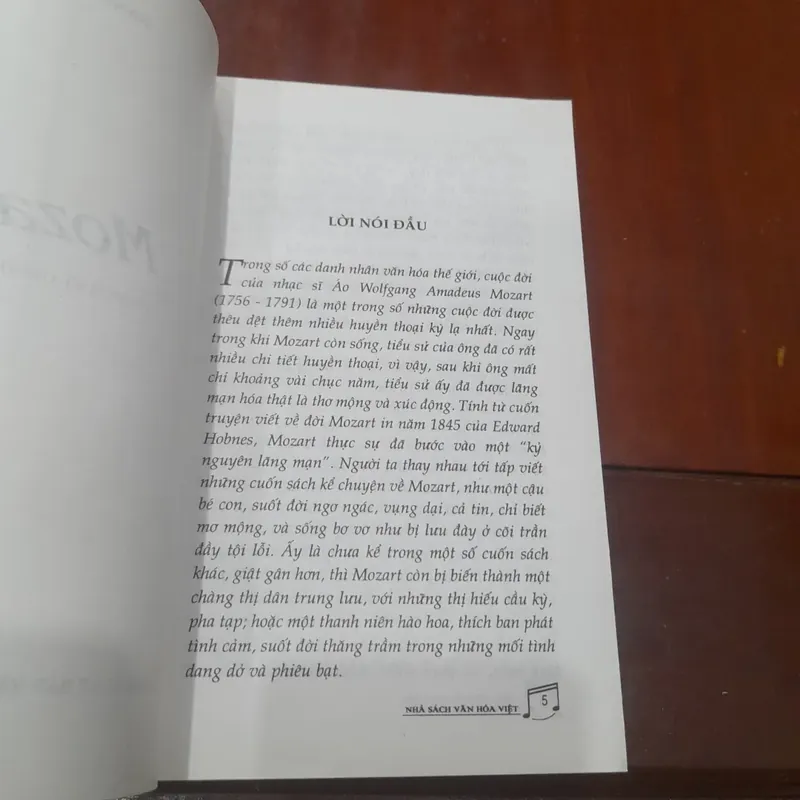 Moza
LỜI NÓI ĐẦU
Trong số các danh nhân văn hóa thế giới, cuộc đời
của nhạc sĩ Áo Wolfgang Amadeus Mozart
(1756 - 1791) là một trong số những cuộc đời được
thêu dệt thêm nhiều huyền thoại kỳ lạ nhất. Ngay
trong khi Mozart còn sống, tiểu sử của ông đã có rất
nhiều chi tiết huyền thoại, vì vậy, sau khi ông mất
chỉ khoảng vài chục năm, tiểu sử ấy đã được lãng
mạn hóa thật là thơ mộng và xúc động. Tính từ cuốn
truyện viết về đời Mozart in năm 1845 của Edward
Hobnes, Mozart thực sự đã bước vào một "kỷ
nguyên lãng mạn". Người ta thay nhau tới tấp viết
những cuốn sách kể chuyện về Mozart, như một cậu
bé con, suốt đời ngơ ngác, vụng dại, cả tin, chỉ biết
mơ mộng, và sống bơ vơ như bị lưu đày ở cõi trần
đầy tội lỗi. Ấy là chưa kể trong một số cuốn sách
khác, giật gân hơn, thì Mozart còn bị biến thành một
chàng thị dân trung lưu, với những thị hiếu cầu kỳ,
pha tạp; hoặc một thanh niên hào hoa, thích ban phát
tình cảm, suốt đời thăng trầm trong những mối tình
dang dở và phiêu bạt.
NHÀ SÁCH VĂN HÓA VIỆT 5